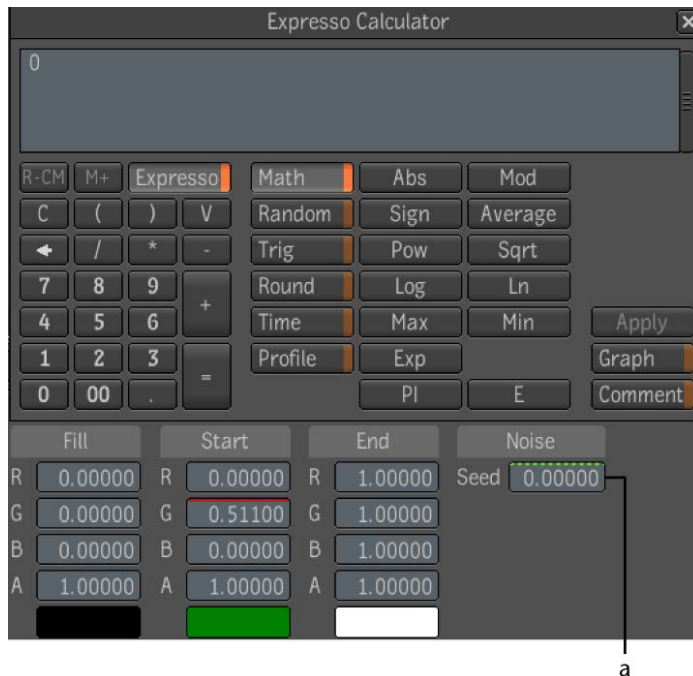 Expresso Calculator
0
R-CM M+ Expresso Math Abs Mod
C ( ) V Random Sign Average
/ * - Trig Pow Sqrt
7 8 9 + Round Log Ln
4 5 6 Time Max Min Apply
1 2 3 = Profile Exp Graph
0 00 . PI E Comment
Fill Start End Noise
R 0.00000 R 0.00000 R 1.00000 Seed 0.00000
G 0.00000 G 0.51100 G 1.00000
B 0.00000 B 0.00000 B 1.00000
A 1.00000 A 1.00000 A 1.00000
a